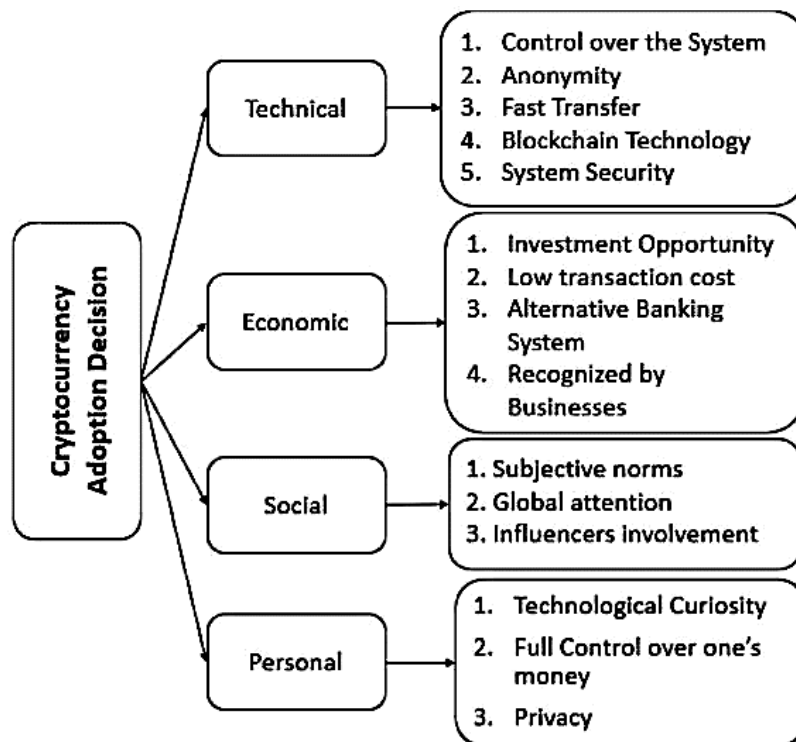 Cryptocurrency
Adoption Decision
Technical
1. Control over the System
2. Anonymity
3. Fast Transfer
4. Blockchain Technology
5. System Security
Economic
1. Investment Opportunity
2. Low transaction cost
3. Alternative Banking
System
4. Recognized by
Businesses
Social
1. Subjective norms
2. Global attention
3. Influencers involvement
Personal
1. Technological Curiosity
2. Full Control over one's
money
3. Privacy